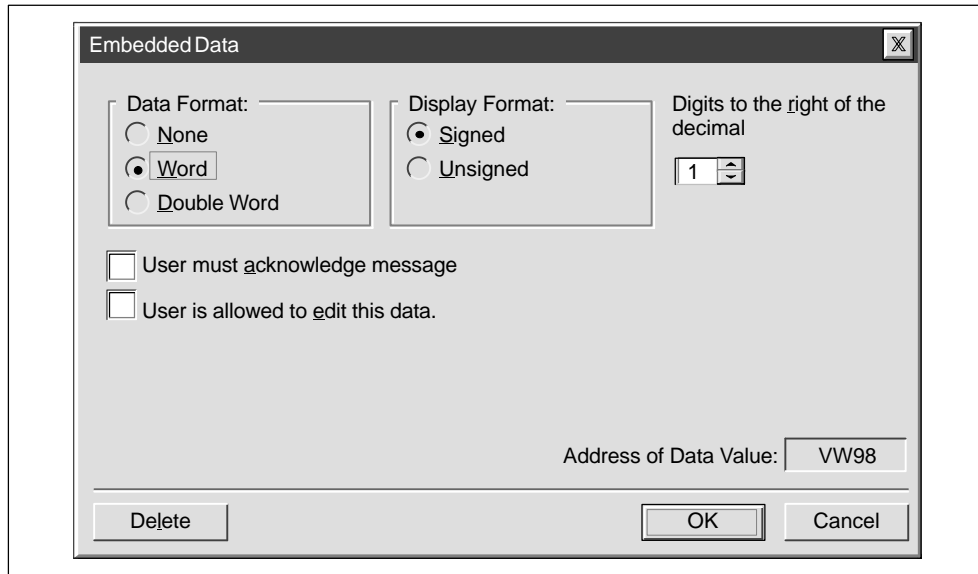 Embedded Data
X
Data Format:
None
Word
Double Word
Display Format:
Signed
Unsigned
Digits to the right of the
decimal
1
User must acknowledge message
User is allowed to edit this data.
Address of Data Value:
VW98
Delete
OK
Cancel